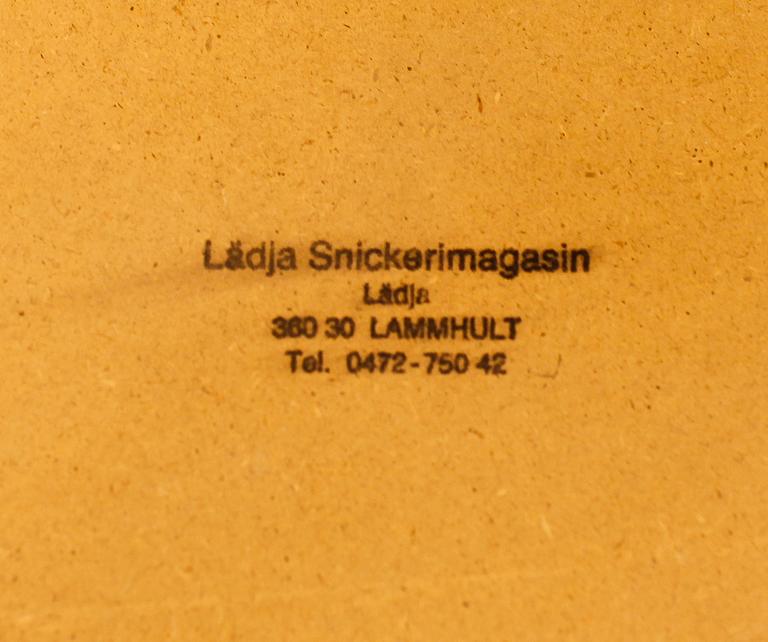 Lädja Snickerimagasin
Lädja
360 30 LAMMHULT
Tel. 0472-750 42